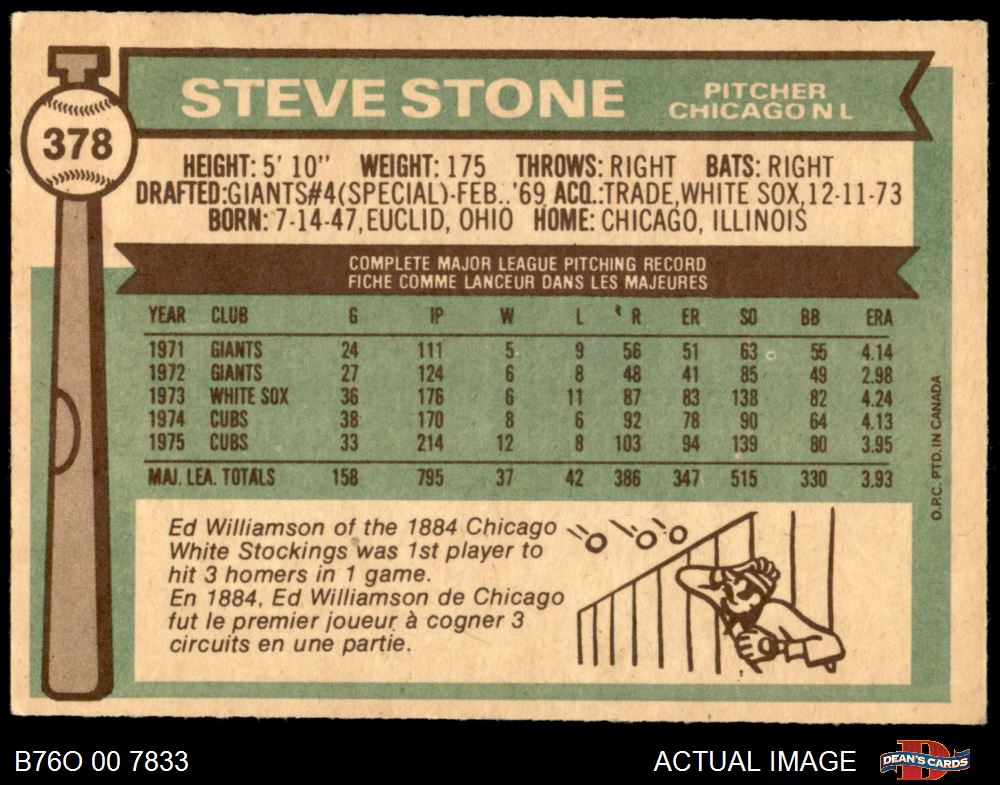 378
STEVE STONE
PITCHER
CHICAGO N L
HEIGHT: 5' 10" WEIGHT: 175 THROWS: RIGHT BATS: RIGHT
DRAFTED:GIANTS#4(SPECIAL)-FEB.. '69 ACQ.:TRADE,WHITE SOX,12-11-73
BORN: 7-14-47,EUCLID, OHIO HOME: CHICAGO, ILLINOIS
COMPLETE MAJOR LEAGUE PITCHING RECORD
FICHE COMME LANCEUR DANS LES MAJEURES
YEAR CLUB G IP W L R ER SO BB ERA
1971 GIANTS 24 111 5 9 56 51 63 55 4.14
1972 GIANTS 27 124 6 8 48 41 85 49 2.98
1973 WHITE SOX 36 176 6 11 87 83 138 82 4.24
1974 CUBS 38 170 8 6 92 78 90 64 4.13
1975 CUBS 33 214 12 8 103 94 139 80 3.95
MAJ. LEA. TOTALS 158 795 37 42 386 347 515 330 3.93
O.P.C. PTD. IN CANADA
Ed Williamson of the 1884 Chicago
White Stockings was 1st player to
hit 3 homers in 1 game.
En 1884, Ed Williamson de Chicago
fut le premier joueur à cogner 3
circuits en une partie.
B76O 00 7833
ACTUAL IMAGE
D
DEAN'S CARDS